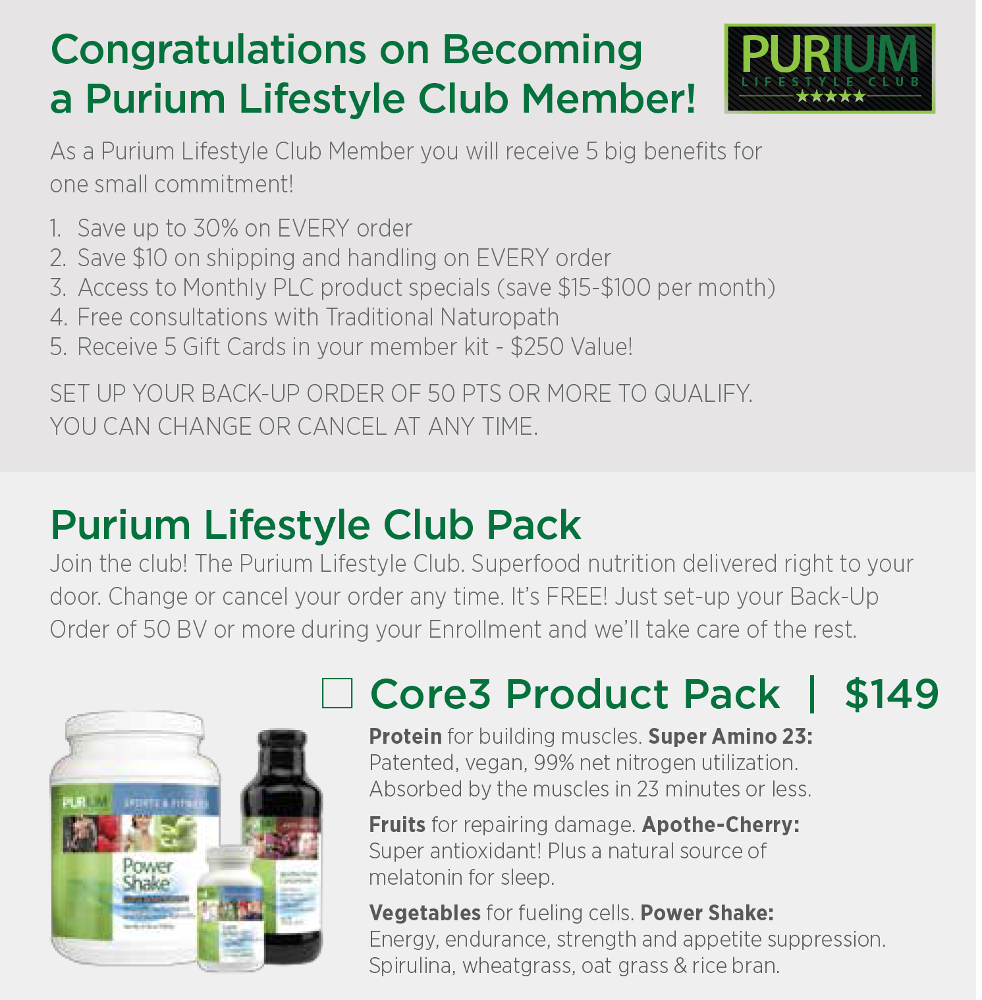 Congratulations on Becoming
a Purium Lifestyle Club Member!
PURIUM
LIFESTYLE CLUB
As a Purium Lifestyle Club Member you will receive 5 big benefits for
one small commitment!
1. Save up to 30% on EVERY order
2. Save $10 on shipping and handling on EVERY order
3. Access to Monthly PLC product specials (save $15-$100 per month)
4. Free consultations with Traditional Naturopath
5. Receive 5 Gift Cards in your member kit - $250 Value!
SET UP YOUR BACK-UP ORDER OF 50 PTS OR MORE TO QUALIFY.
YOU CAN CHANGE OR CANCEL AT ANY TIME.
Purium Lifestyle Club Pack
Join the club! The Purium Lifestyle Club. Superfood nutrition delivered right to your
door. Change or cancel your order any time. It’s FREE! Just set-up your Back-Up
Order of 50 BV or more during your Enrollment and we’ll take care of the rest.
Core3 Product Pack | $149
Protein for building muscles. Super Amino 23:
Patented, vegan, 99% net nitrogen utilization.
Absorbed by the muscles in 23 minutes or less.
Fruits for repairing damage. Apothe-Cherry:
Super antioxidant! Plus a natural source of
melatonin for sleep.
Vegetables for fueling cells. Power Shake:
Energy, endurance, strength and appetite suppression.
Spirulina, wheatgrass, oat grass & rice bran.
PURIUM
SPORTS & FITNESS
Power
Shake